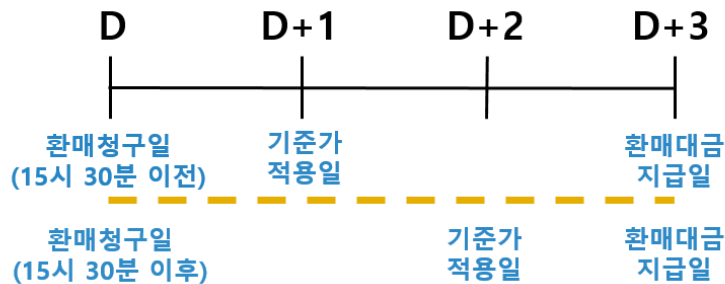 D D+1 D+2 D+3
환매청구일 기준가 환매대금
(15시 30분 이전) 적용일 지급일
환매청구일 기준가 환매대금
(15시 30분 이후) 적용일 지급일